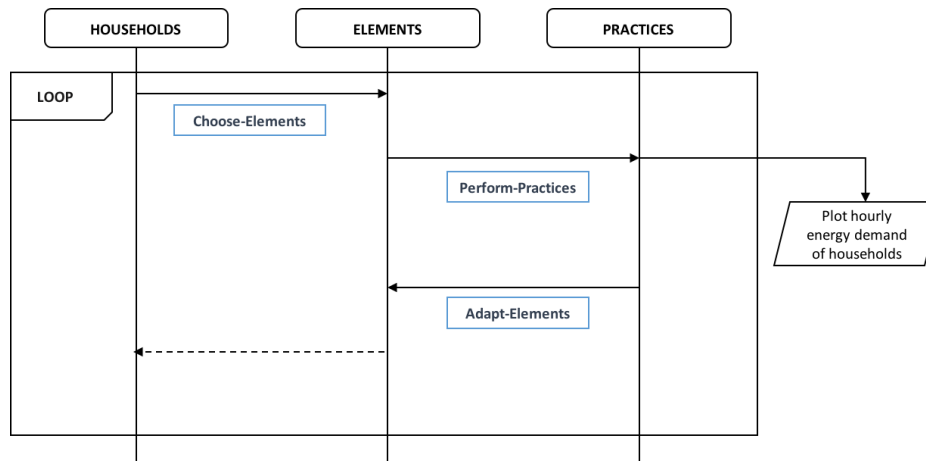 HOUSEHOLDS
ELEMENTS
PRACTICES
LOOP
Choose-Elements
Perform-Practices
Plot hourly
energy demand
of households
Adapt-Elements